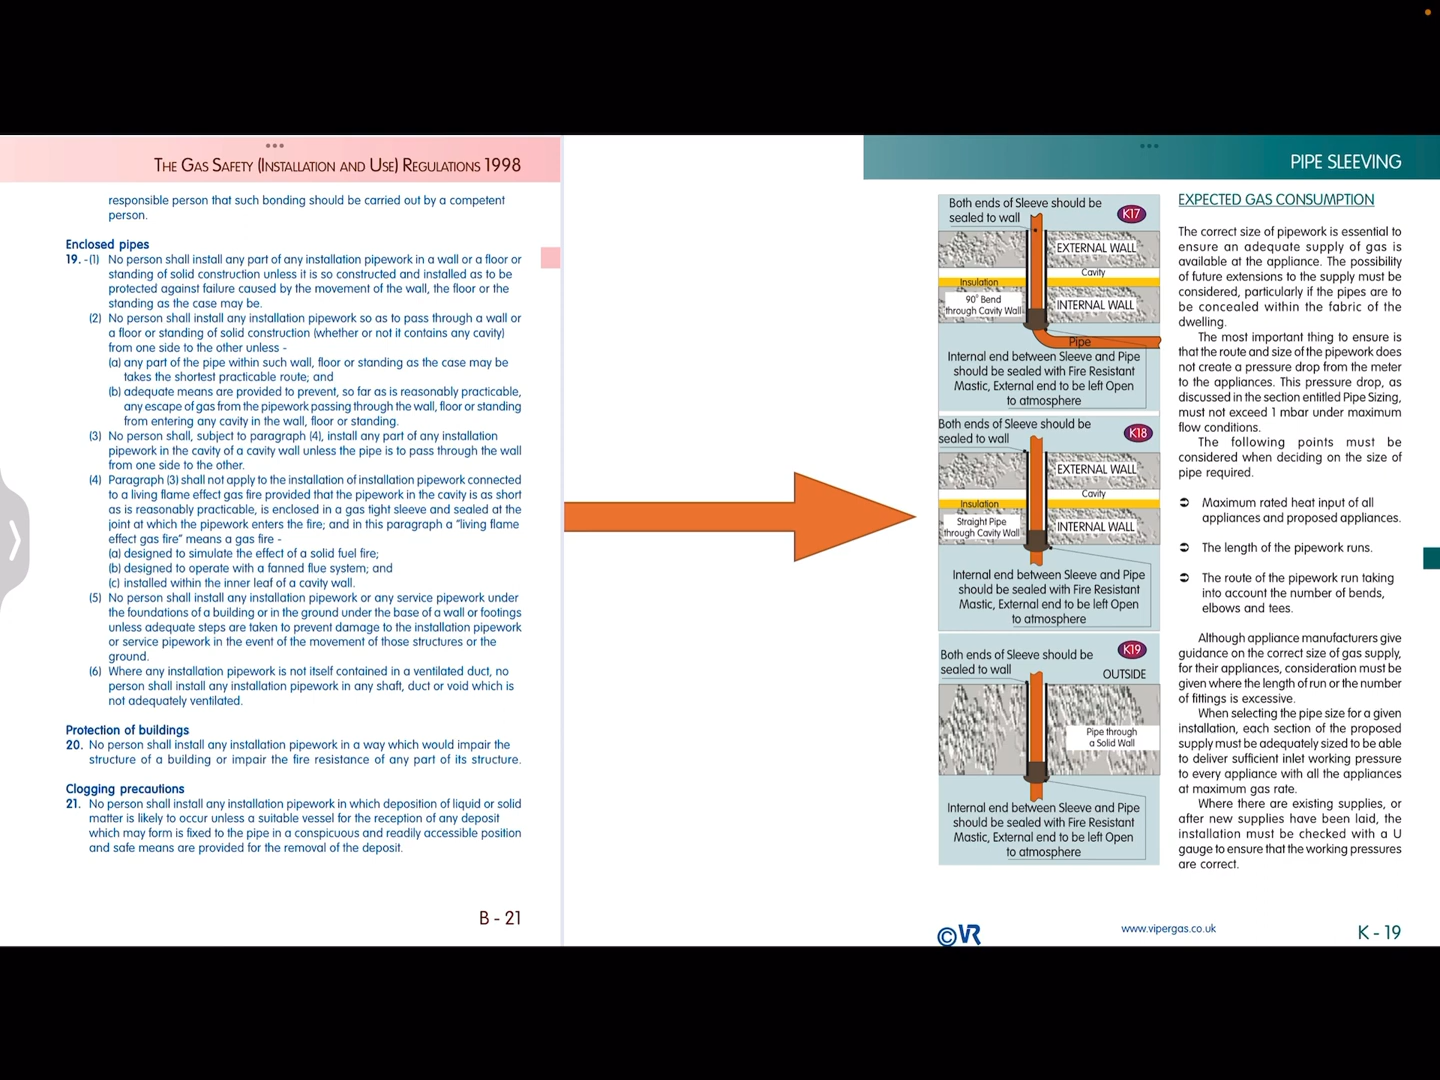 THE GAS SAFETY (INSTALLATION AND USE) REGULATIONS 1998
responsible person that such bonding should be carried out by a competent
person.
Enclosed pipes
19. -(1) No person shall install any part of any installation pipework in a wall or a floor or
standing of solid construction unless it is so constructed and installed as to be
protected against failure caused by the movement of the wall, the floor or the
standing as the case may be.
(2) No person shall install any installation pipework so as to pass through a wall or
a floor or standing of solid construction (whether or not it contains any cavity)
from one side to the other unless -
(a) any part of the pipe within such wall, floor or standing as the case may be
takes the shortest practicable route; and
(b) adequate means are provided to prevent, so far as is reasonably practicable,
any escape of gas from the pipework passing through the wall, floor or standing
from entering any cavity in the wall, floor or standing.
(3) No person shall, subject to paragraph (4), install any part of any installation
pipework in the cavity of a cavity wall unless the pipe is to pass through the wall
from one side to the other.
(4) Paragraph (3) shall not apply to the installation of installation pipework connected
to a living flame effect gas fire provided that the pipework in the cavity is as short
as is reasonably practicable, is enclosed in a gas tight sleeve and sealed at the
joint at which the pipework enters the fire; and in this paragraph a "living flame
effect gas fire" means a gas fire -
(a) designed to simulate the effect of a solid fuel fire;
(b) designed to operate with a fanned flue system; and
(c) installed within the inner leaf of a cavity wall.
(5) No person shall install any installation pipework or any service pipework under
the foundations of a building or in the ground under the base of a wall or footings
unless adequate steps are taken to prevent damage to the installation pipework
or service pipework in the event of the movement of those structures or the
ground.
(6) Where any installation pipework is not itself contained in a ventilated duct, no
person shall install any installation pipework in any shaft, duct or void which is
not adequately ventilated.
Protection of buildings
20. No person shall install any installation pipework in a way which would impair the
structure of a building or impair the fire resistance of any part of its structure.
Clogging precautions
21. No person shall install any installation pipework in which deposition of liquid or solid
matter is likely to occur unless a suitable vessel for the reception of any deposit
which may form is fixed to the pipe in a conspicuous and readily accessible position
and safe means are provided for the removal of the deposit.
B - 21
PIPE SLEEVING
Both ends of Sleeve should be
sealed to wall
K17
EXTERNAL WALL
Cavity
Insulation
90° Bend
through Cavity Wall
INTERNAL WALL
Pipe
Internal end between Sleeve and Pipe
should be sealed with Fire Resistant
Mastic, External end to be left Open
to atmosphere
Both ends of Sleeve should be
sealed to wall
K18
EXTERNAL WALL
Cavity
Insulation
Straight Pipe
through Cavity Wall
INTERNAL WALL
Internal end between Sleeve and Pipe
should be sealed with Fire Resistant
Mastic, External end to be left Open
to atmosphere
Both ends of Sleeve should be
sealed to wall
K19
OUTSIDE
Pipe through
a Solid Wall
Internal end between Sleeve and Pipe
should be sealed with Fire Resistant
Mastic, External end to be left Open
to atmosphere
EXPECTED GAS CONSUMPTION
The correct size of pipework is essential to
ensure an adequate supply of gas is
available at the appliance. The possibility
of future extensions to the supply must be
considered, particularly if the pipes are to
be concealed within the fabric of the
dwelling.
The most important thing to ensure is
that the route and size of the pipework does
not create a pressure drop from the meter
to the appliances. This pressure drop, as
discussed in the section entitled Pipe Sizing,
must not exceed 1 mbar under maximum
flow conditions.
The following points must be
considered when deciding on the size of
pipe required.
➲ Maximum rated heat input of all
appliances and proposed appliances.
➲ The length of the pipework runs.
➲ The route of the pipework run taking
into account the number of bends,
elbows and tees.
Although appliance manufacturers give
guidance on the correct size of gas supply,
for their appliances, consideration must be
given where the length of run or the number
of fittings is excessive.
When selecting the pipe size for a given
installation, each section of the proposed
supply must be adequately sized to be able
to deliver sufficient inlet working pressure
to every appliance with all the appliances
at maximum gas rate.
Where there are existing supplies, or
after new supplies have been laid, the
installation must be checked with a U
gauge to ensure that the working pressures
are correct.
©VR
www.vipergas.co.uk
K - 19